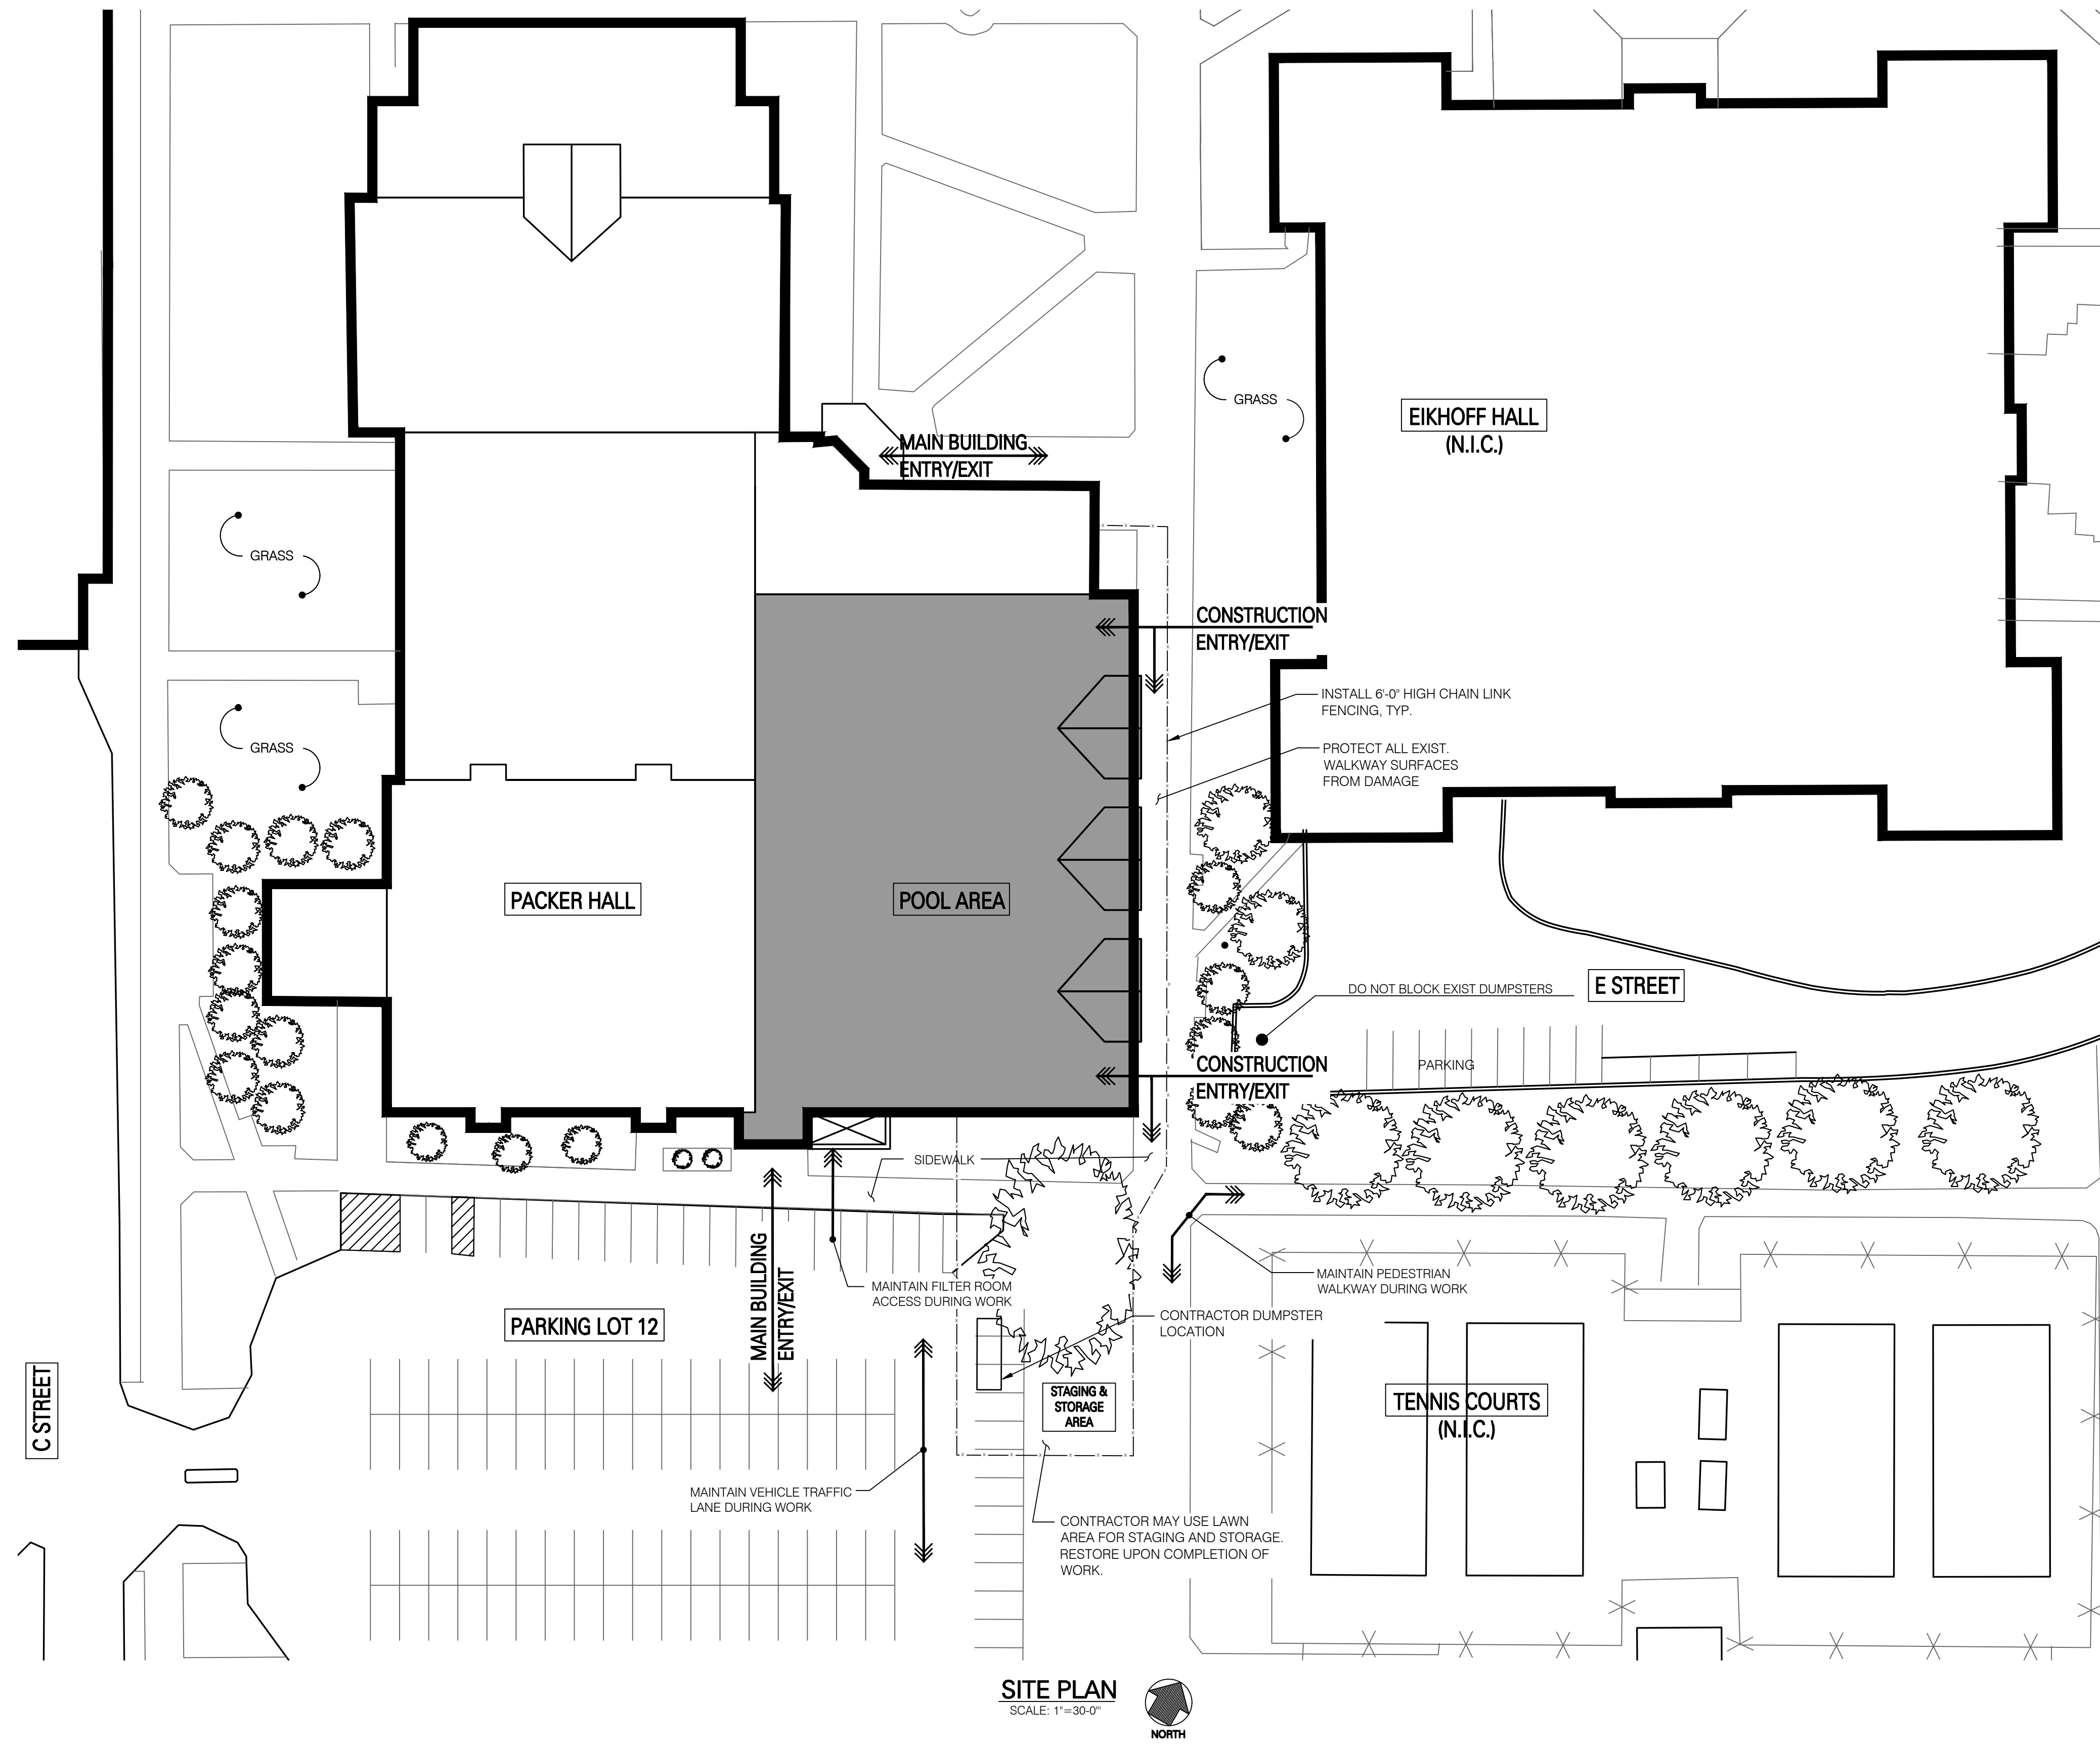 MAIN BUILDING
ENTRY/EXIT
GRASS
EIKHOFF HALL
(N.I.C.)
GRASS
CONSTRUCTION
ENTRY/EXIT
INSTALL 6'-0" HIGH CHAIN LINK
FENCING, TYP.
GRASS
PROTECT ALL EXIST.
WALKWAY SURFACES
FROM DAMAGE
PACKER HALL
POOL AREA
DO NOT BLOCK EXIST DUMPSTERS
E STREET
CONSTRUCTION
ENTRY/EXIT
PARKING
SIDEWALK
MAIN BUILDING
ENTRY/EXIT
MAINTAIN FILTER ROOM
ACCESS DURING WORK
MAINTAIN PEDESTRIAN
WALKWAY DURING WORK
PARKING LOT 12
CONTRACTOR DUMPSTER
LOCATION
C STREET
STAGING &
STORAGE
AREA
TENNIS COURTS
(N.I.C.)
MAINTAIN VEHICLE TRAFFIC
LANE DURING WORK
CONTRACTOR MAY USE LAWN
AREA FOR STAGING AND STORAGE.
RESTORE UPON COMPLETION OF
WORK.
SITE PLAN
SCALE: 1"=30-0"'
NORTH